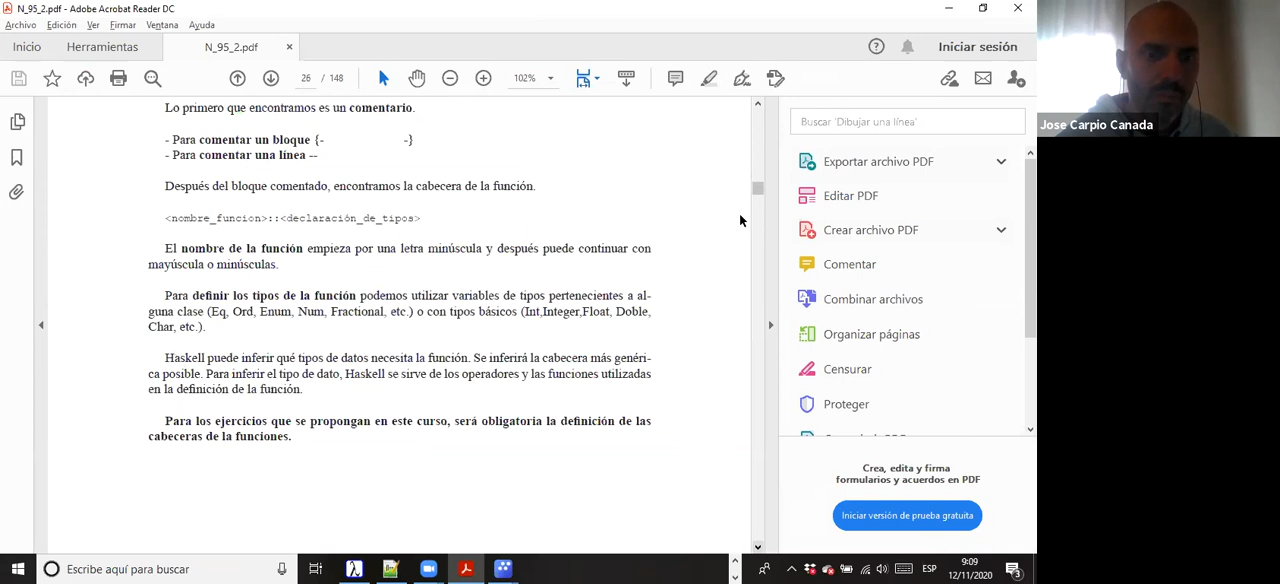 N_95_2.pdf - Adobe Acrobat Reader DC
Archivo Edición Ver Firmar Ventana Ayuda
Inicio Herramientas N_95_2.pdf × Iniciar sesión
26 / 148 102%
Lo primero que encontramos es un comentario.
- Para comentar un bloque {- -}
- Para comentar una línea --
Después del bloque comentado, encontramos la cabecera de la función.
<nombre_funcion>::<declaración_de_tipos>
El nombre de la función empieza por una letra minúscula y después puede continuar con
mayúscula o minúsculas.
Para definir los tipos de la función podemos utilizar variables de tipos pertenecientes a al-
guna clase (Eq, Ord, Enum, Num, Fractional, etc.) o con tipos básicos (Int,Integer,Float, Doble,
Char, etc.).
Haskell puede inferir qué tipos de datos necesita la función. Se inferirá la cabecera más genéri-
ca posible. Para inferir el tipo de dato, Haskell se sirve de los operadores y las funciones utilizadas
en la definición de la función.
Para los ejercicios que se propongan en este curso, será obligatoria la definición de las
cabeceras de la funciones.
Buscar 'Dibujar una línea'
Exportar archivo PDF
Editar PDF
Crear archivo PDF
Comentar
Combinar archivos
Organizar páginas
Censurar
Proteger
Crea, edita y firma
formularios y acuerdos en PDF
Iniciar versión de prueba gratuita
Jose Carpio Canada
Escribe aquí para buscar
ESP
9:09
12/11/2020
3